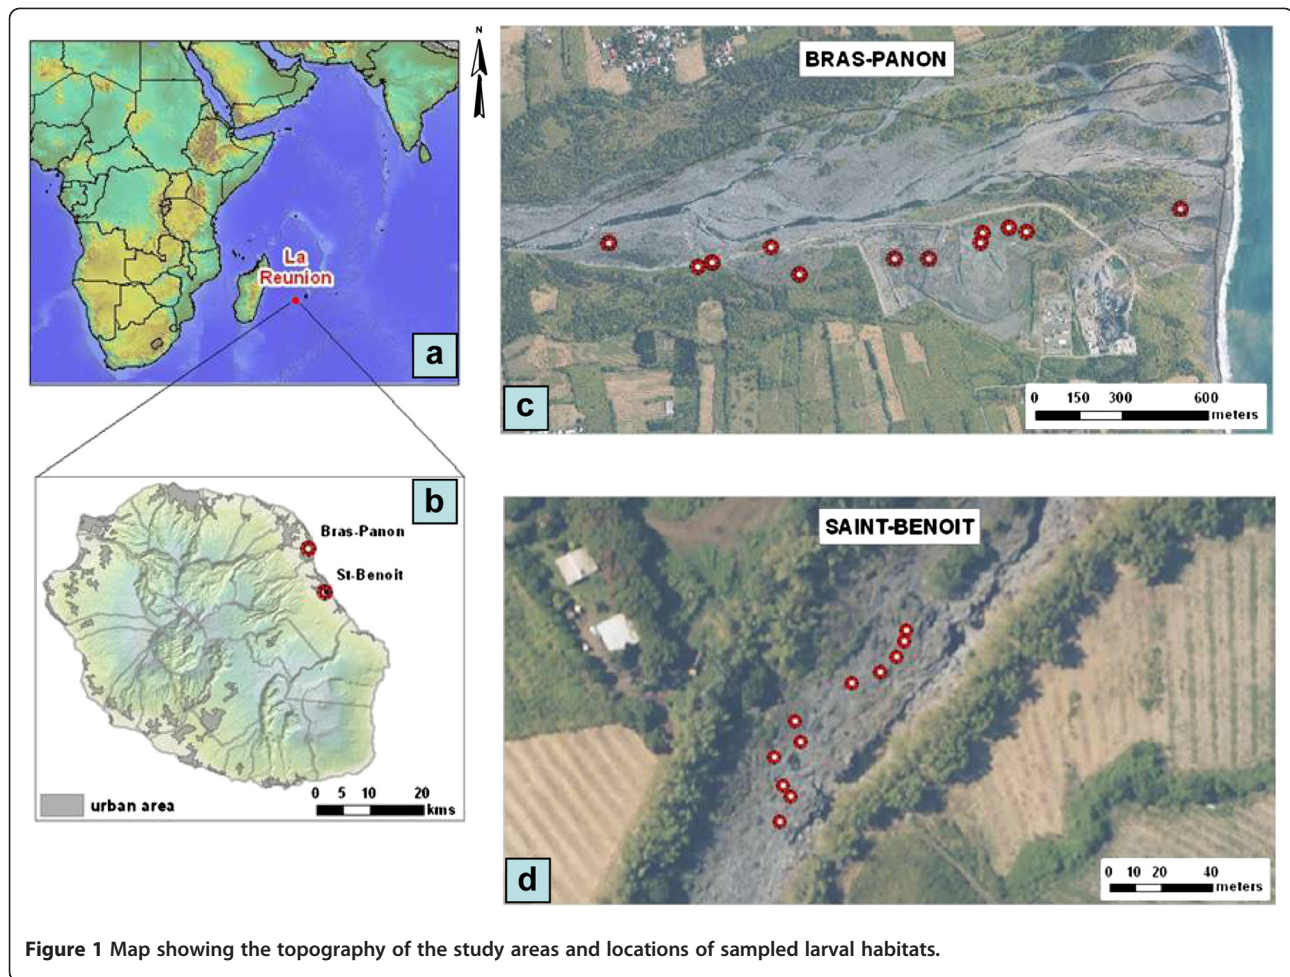 N
La
Reunion
a
BRAS-PANON
c
0 150 300 600
meters
b
Bras-Panon
St-Benoit
urban area
0 5 10 20
kms
SAINT-BENOIT
d
0 10 20 40
meters
Figure 1 Map showing the topography of the study areas and locations of sampled larval habitats.